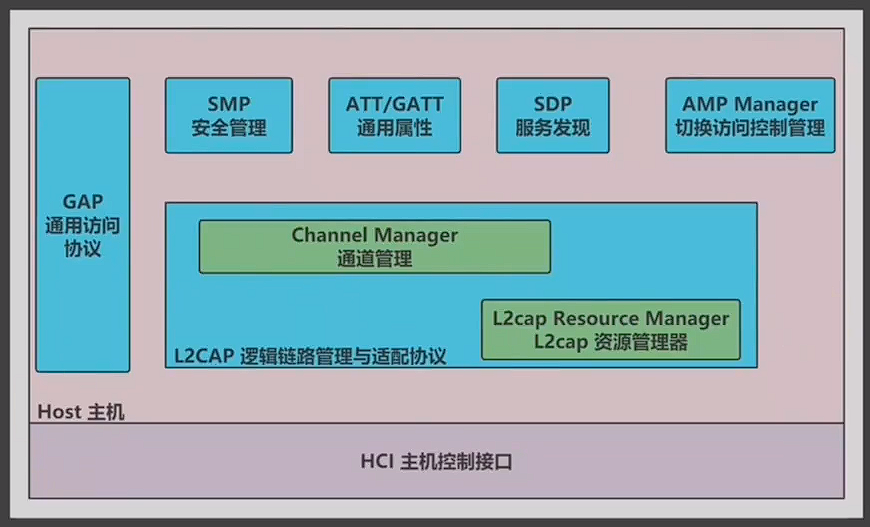 SMP
安全管理
ATT/GATT
通用属性
SDP
服务发现
AMP Manager
切换访问控制管理
GAP
通用访问
协议
Channel Manager
通道管理
L2cap Resource Manager
L2cap 资源管理器
L2CAP 逻辑链路管理与适配协议
Host 主机
HCI 主机控制接口